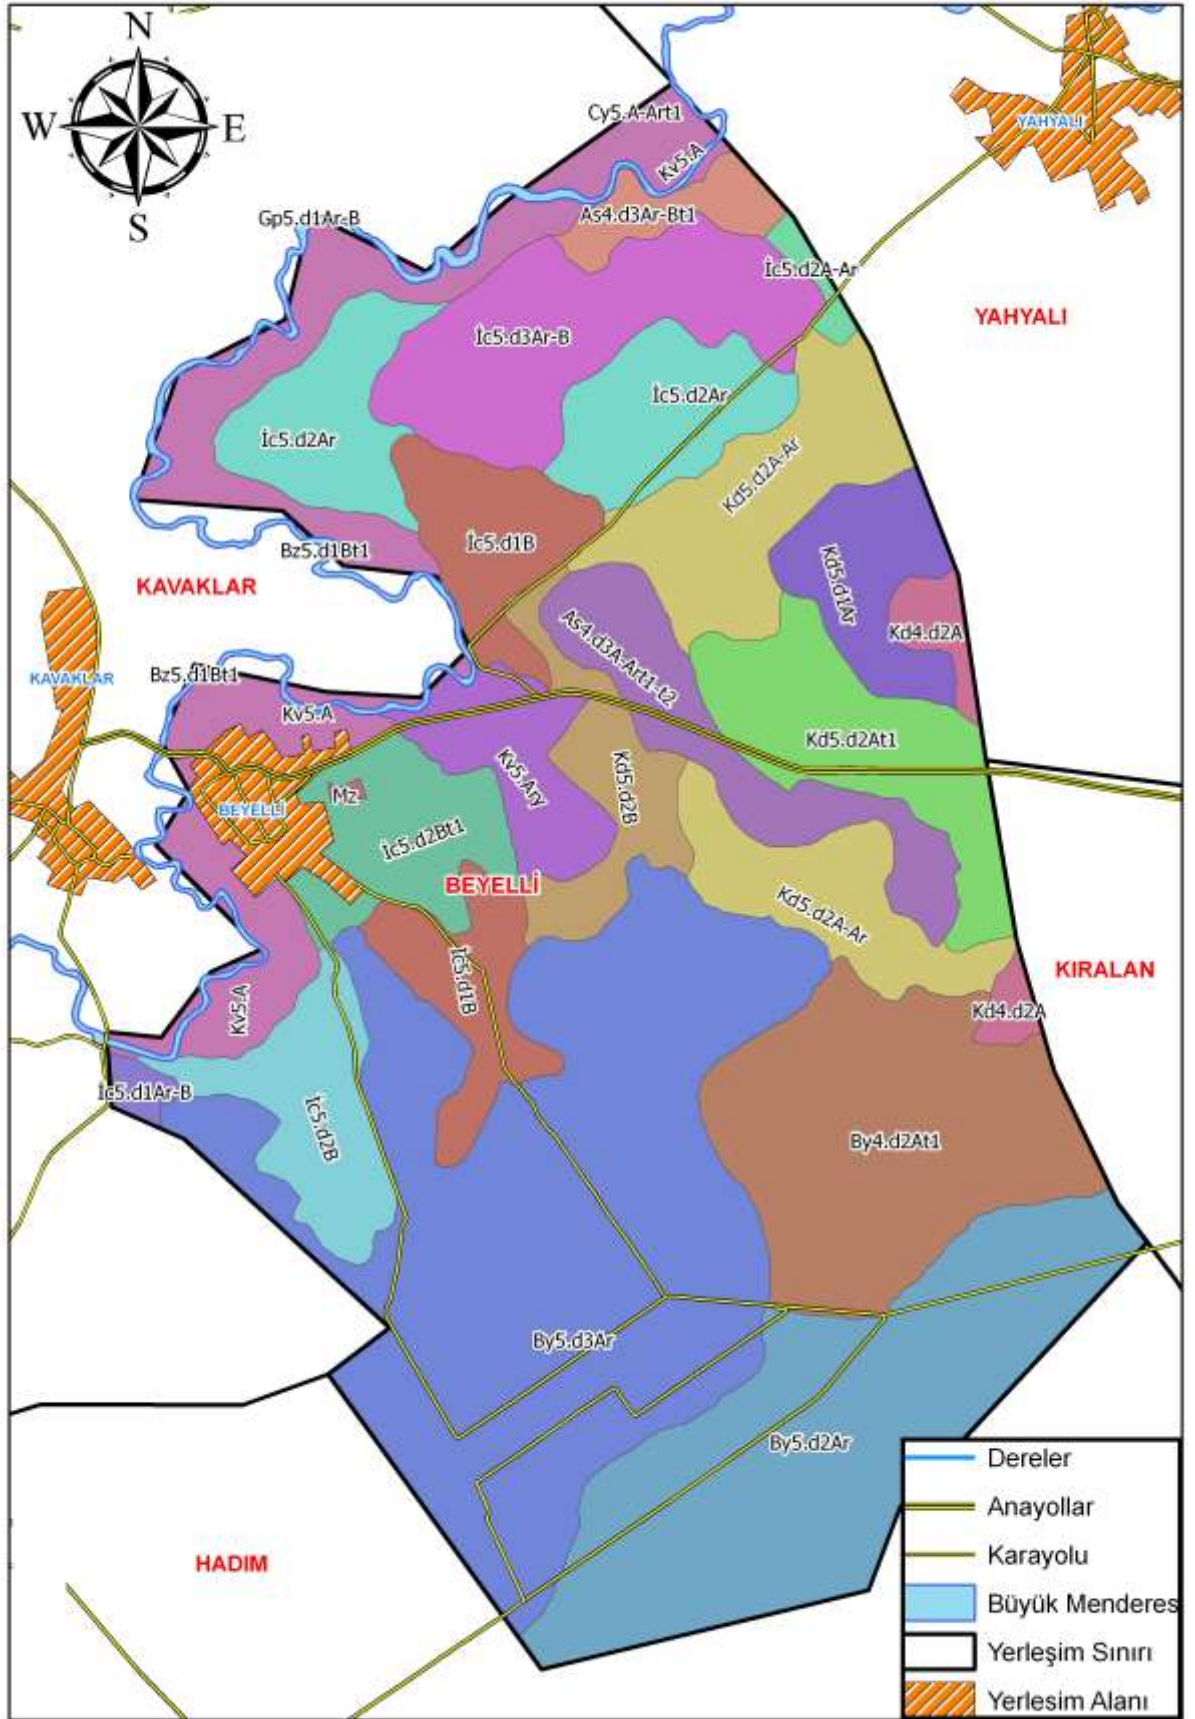 N
W
E
S
YAHYALI
Cy5.A-Art1
Kv5.A
Gp5.d1Ar-B
As4.d3Ar-Bt1
İc5.d2A-Ar
YAHYALI
İc5.d3Ar-B
İc5.d2Ar
İc5.d2Ar
Kd5.d2A-Ar
İc5.d1B
Bz5.d1Bt1
KAVAKLAR
Kd5.d1Ar
Kd4.d2A
As4.d3A-Art1-t2
Bz5.d1Bt1
KAVAKLAR
Kv5.A
Kd5.d2At1
Kv5.Ary
Kd5.d2B
Mz
BEYELLİ
İc5.d2Bt1
BEYELLİ
Kd5.d2A-Ar
KIRALAN
İc5.d1B
Kv5.A
Kd4.d2A
İc5.d1Ar-B
İc5.d2B
By4.d2At1
By5.d3Ar
By5.d2Ar
HADIM
Dereler
Anayollar
Karayolu
Büyük Menderes
Yerleşim Sınırı
Yerlesim Alanı